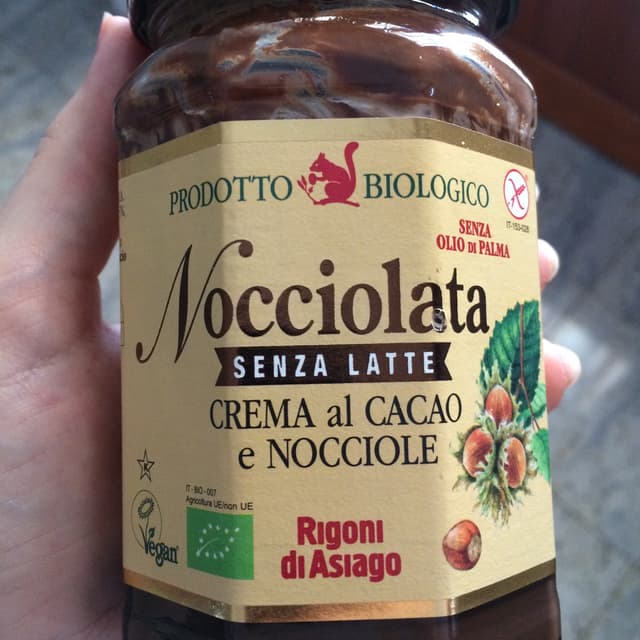 PRODOTTO BIOLOGICO
SENZA
OLIO DI PALMA
Nocciolata
SENZA LATTE
CREMA al CACAO
e NOCCIOLE
K
IT - BIO - 007
Agricoltura UE/non UE
Vegan
Rigoni
di Asiago